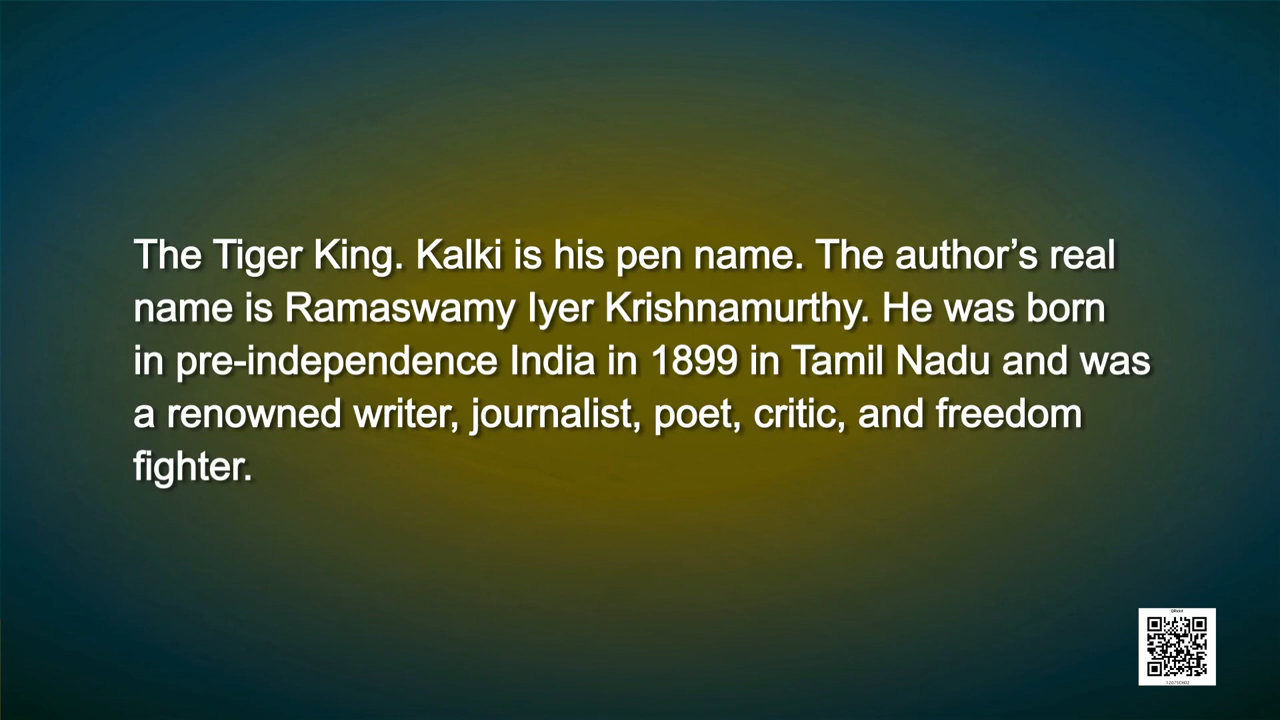 The Tiger King. Kalki is his pen name. The author’s real
name is Ramaswamy Iyer Krishnamurthy. He was born
in pre-independence India in 1899 in Tamil Nadu and was
a renowned writer, journalist, poet, critic, and freedom
fighter.